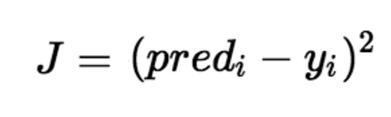 J = (pred_i − y_i)^2